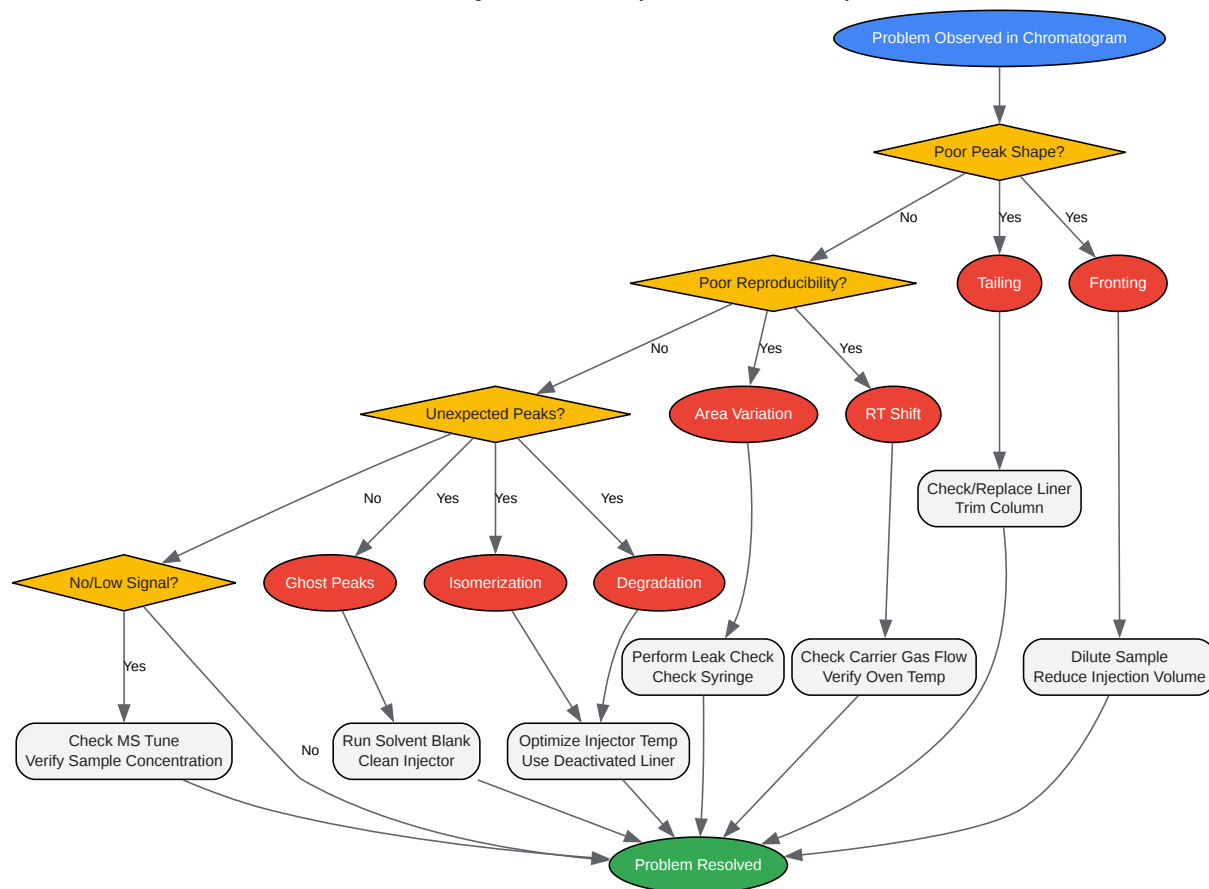 Problem Observed in Chromatogram
Poor Peak Shape?
No
Yes
Yes
Poor Reproducibility?
Tailing
Fronting
No
Yes
Yes
Unexpected Peaks?
Area Variation
RT Shift
Check/Replace Liner
Trim Column
No
Yes
Yes
Yes
No/Low Signal?
Ghost Peaks
Isomerization
Degradation
Yes
Perform Leak Check
Check Syringe
Check Carrier Gas Flow
Verify Oven Temp
Dilute Sample
Reduce Injection Volume
Check MS Tune
Verify Sample Concentration
No
Run Solvent Blank
Clean Injector
Optimize Injector Temp
Use Deactivated Liner
Problem Resolved